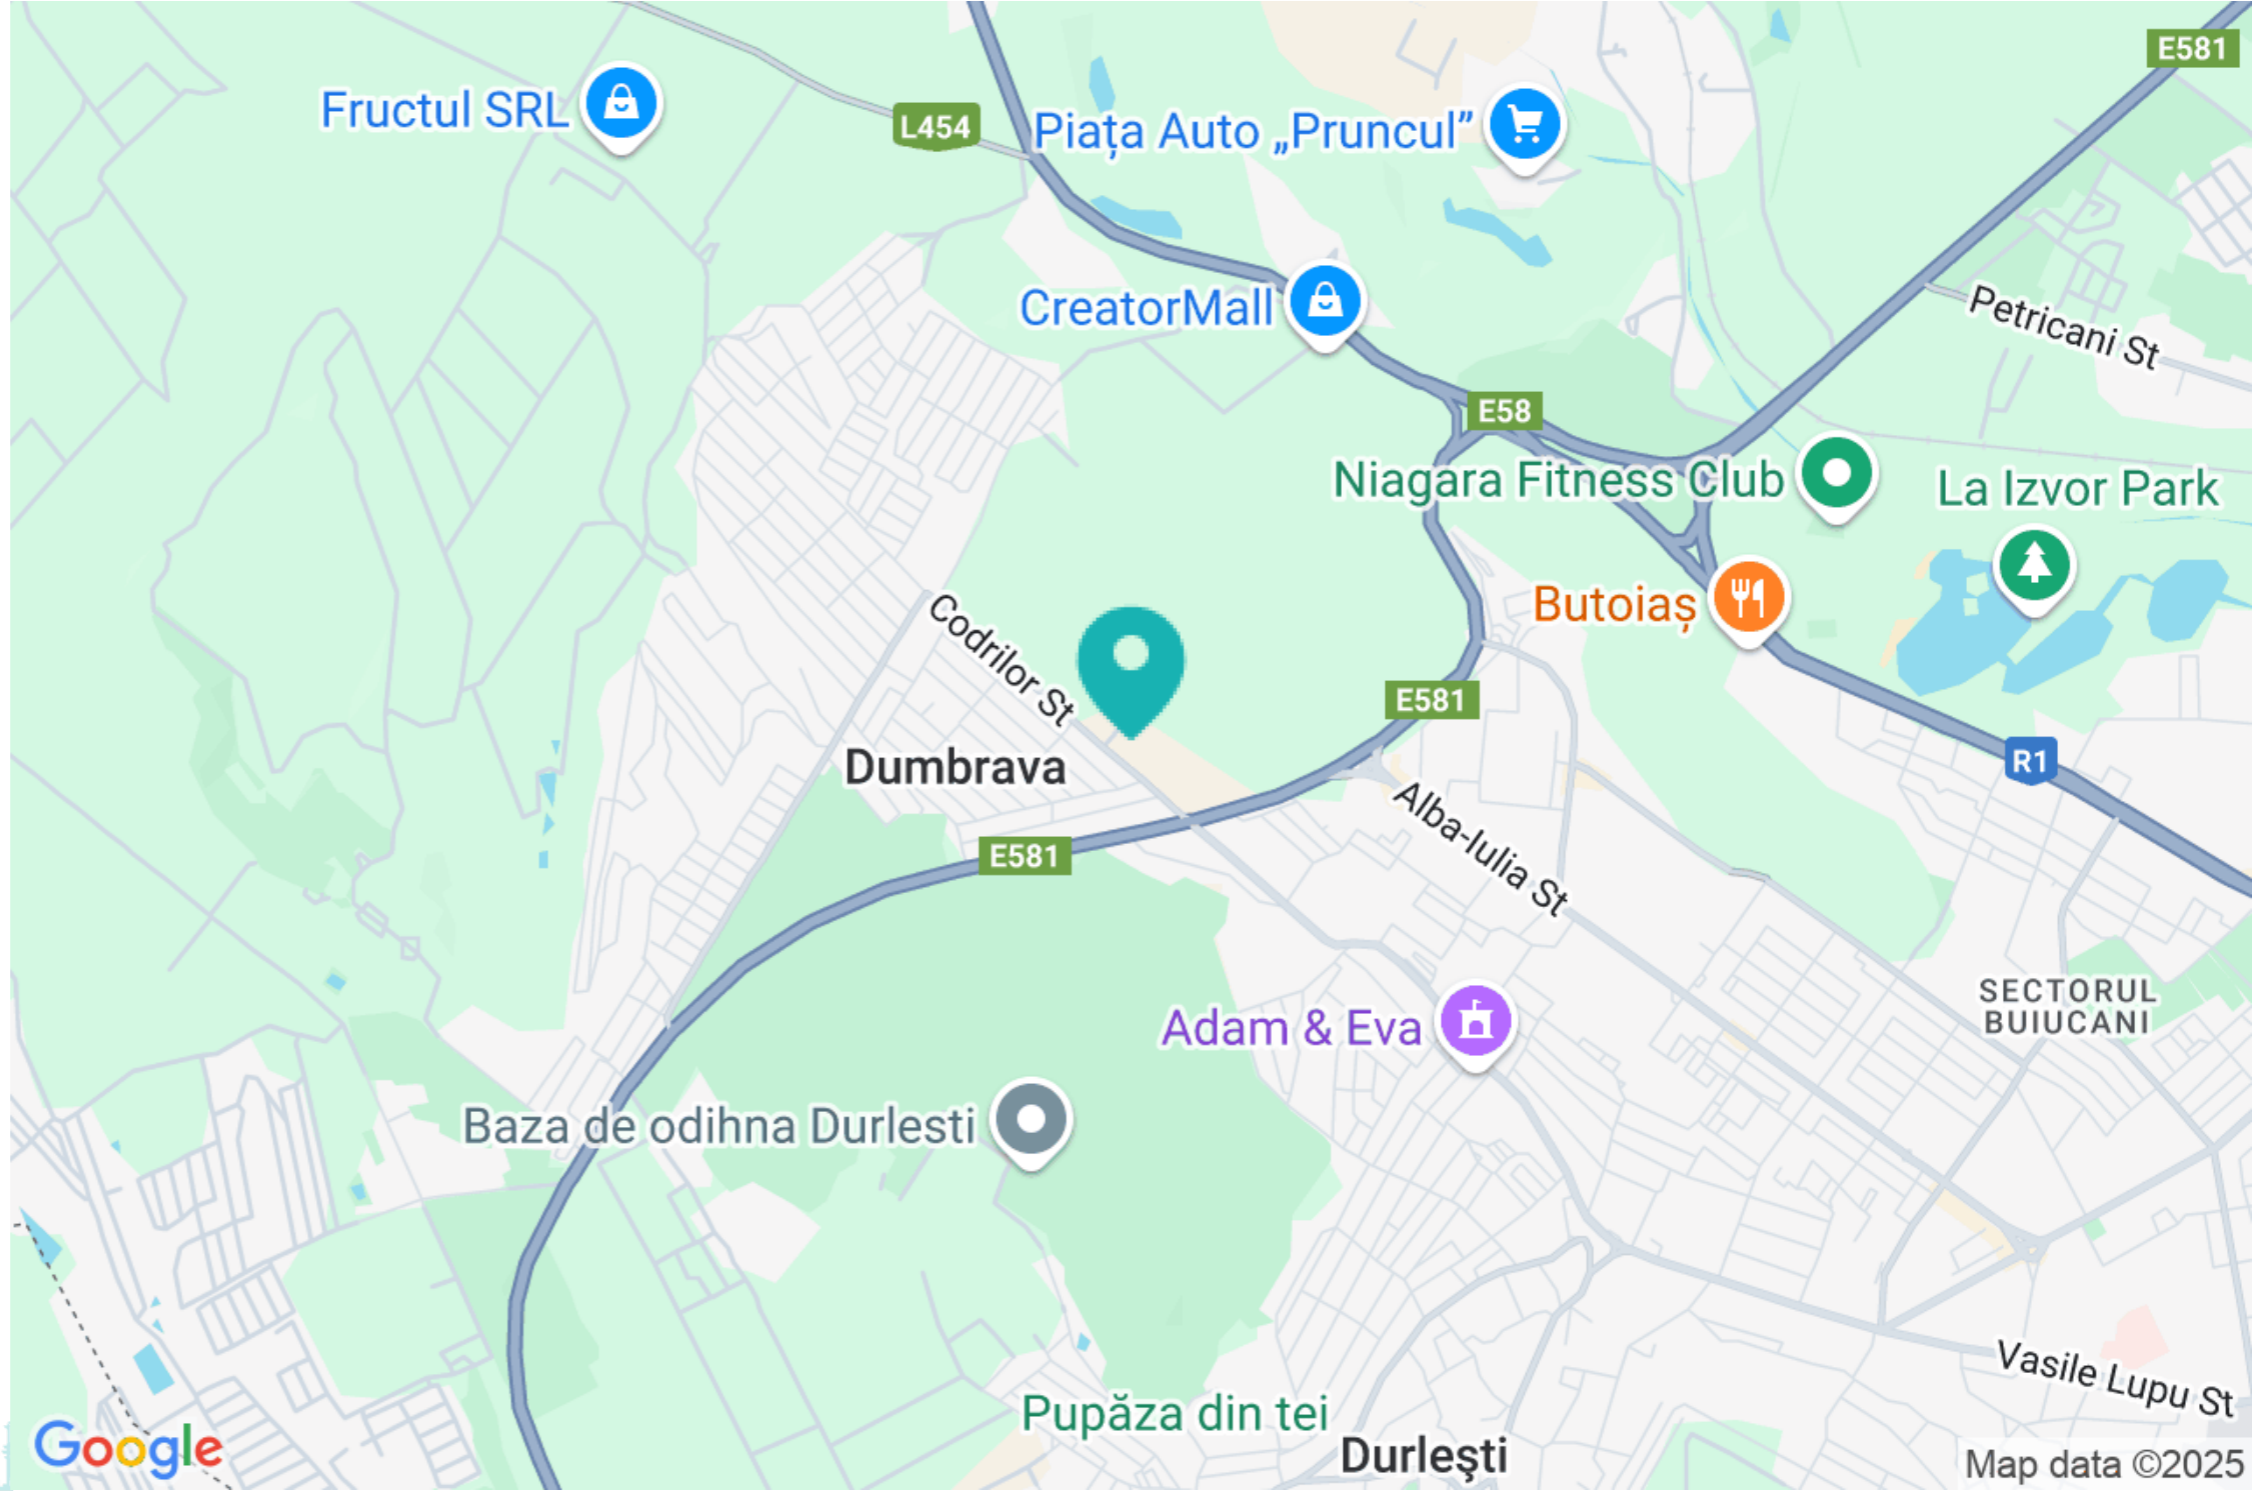 E581
Fructul SRL
L454
Piața Auto „Pruncul”
CreatorMall
Petricani St
E58
Niagara Fitness Club
La Izvor Park
Butoiaș
Codrilor St
E581
Dumbrava
R1
Alba-Iulia St
E581
SECTORUL
BUIUCANI
Adam & Eva
Baza de odihna Durlesti
Vasile Lupu St
Pupăza din tei
Durleşti
Google
Map data ©2025